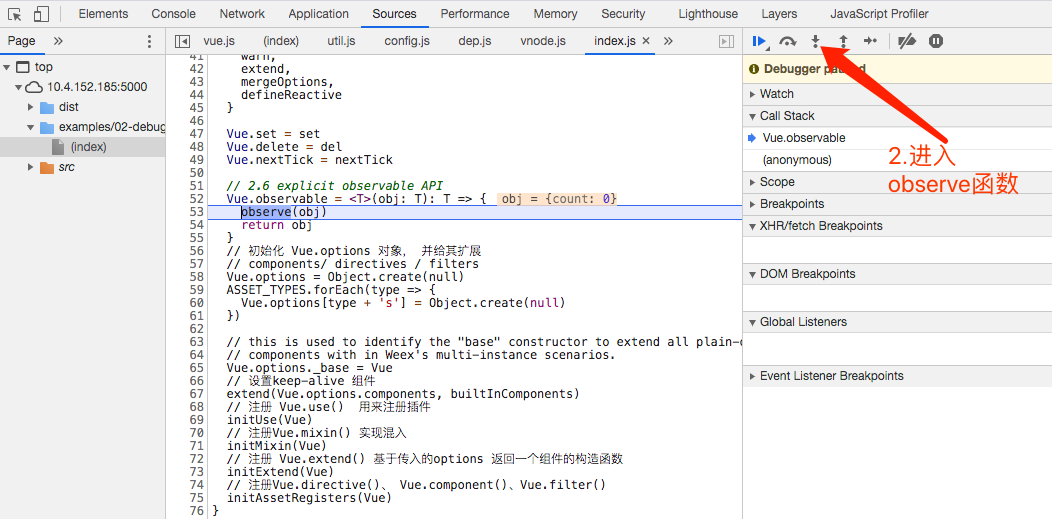 Elements Console Network Application Sources Performance Memory Security Lighthouse Layers JavaScript Profiler
Page » vue.js (index) util.js config.js dep.js vnode.js index.js × »
top
10.4.152.185:5000
dist
examples/02-debug
(index)
src
41 warn,
42 extend,
43 mergeOptions,
44 defineReactive
45 }
46
47 Vue.set = set
48 Vue.delete = del
49 Vue.nextTick = nextTick
50
51 // 2.6 explicit observable API
52 Vue.observable = <T>(obj: T): T => { obj = {count: 0}
53 observe(obj)
54 return obj
55 }
56 // 初始化 Vue.options 对象, 并给其扩展
57 // components/ directives / filters
58 Vue.options = Object.create(null)
59 ASSET_TYPES.forEach(type => {
60 Vue.options[type + 's'] = Object.create(null)
61 })
62
63 // this is used to identify the "base" constructor to extend all plain-
64 // components with in Weex's multi-instance scenarios.
65 Vue.options._base = Vue
66 // 设置keep-alive 组件
67 extend(Vue.options.components, builtInComponents)
68 // 注册 Vue.use() 用来注册插件
69 initUse(Vue)
70 // 注册Vue.mixin() 实现混入
71 initMixin(Vue)
72 // 注册 Vue.extend() 基于传入的options 返回一个组件的构造函数
73 initExtend(Vue)
74 // 注册Vue.directive()、 Vue.component()、Vue.filter()
75 initAssetRegisters(Vue)
76 }
Debugger paused
Watch
Call Stack
Vue.observable
(anonymous)
2.进入
observe函数
Scope
Breakpoints
XHR/fetch Breakpoints
DOM Breakpoints
Global Listeners
Event Listener Breakpoints